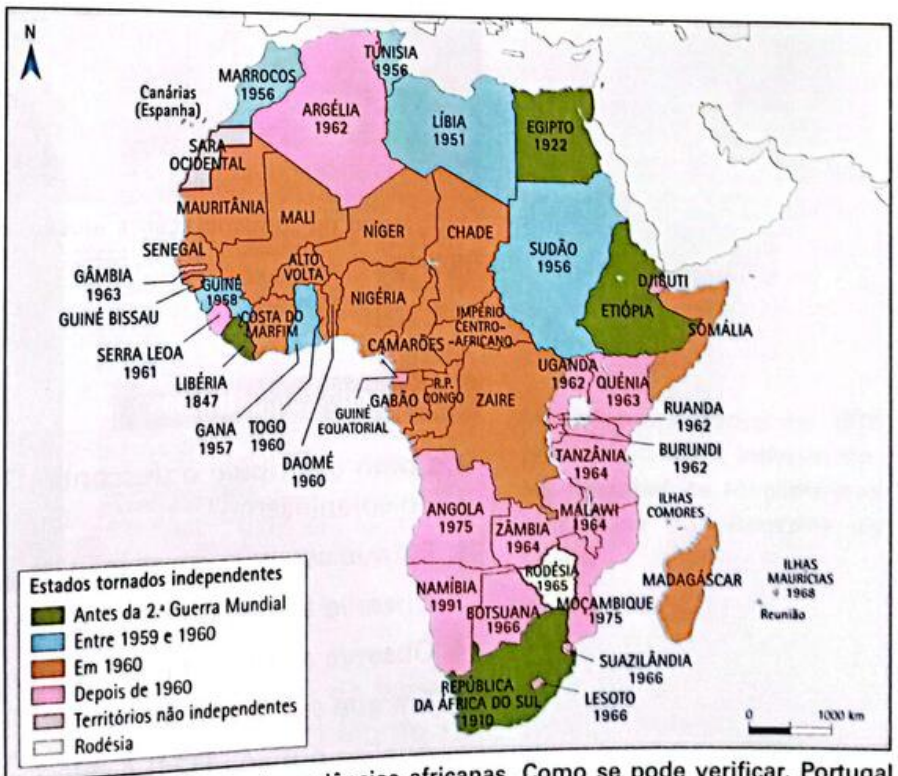 N
TUNISIA
1956
MARROCOS
1956
Canárias
(Espanha)
ARGÉLIA
1962
LÍBIA
1951
EGIPTO
1922
SARA
OCIDENTAL
MAURITÂNIA
MALI
NÍGER
CHADE
SUDÃO
1956
SENEGAL
GÂMBIA
1963
GUINÉ
1958
GUINÉ BISSAU
ALTO
VOLTA
NIGÉRIA
DJIBUTI
ETIÓPIA
SOMÁLIA
COSTA DO
MARFIM
IMPÉRIO
CENTRO-
-AFRICANO
CAMARÕES
SERRA LEOA
1961
LIBÉRIA
1847
GANA
1957
TOGO
1960
DAOMÉ
1960
GUINÉ
EQUATORIAL
GABÃO
R.P.
CONGO
ZAIRE
UGANDA
1962
QUÉNIA
1963
RUANDA
1962
BURUNDI
1962
TANZÂNIA
1964
ILHAS
COMORES
ANGOLA
1975
ZÂMBIA
1964
MALAWI
1964
RODÉSIA
1965
MOÇAMBIQUE
1975
MADAGÁSCAR
ILHAS
MAURÍCIAS
1968
Reunião
NAMÍBIA
1991
BOTSUANA
1966
SUAZILÂNDIA
1966
LESOTO
1966
REPÚBLICA
DA ÁFRICA DO SUL
1910
Estados tornados independentes
Antes da 2.ª Guerra Mundial
Entre 1959 e 1960
Em 1960
Depois de 1960
Territórios não independentes
Rodésia
0 1000 km
africanas. Como se pode verificar, Portugal